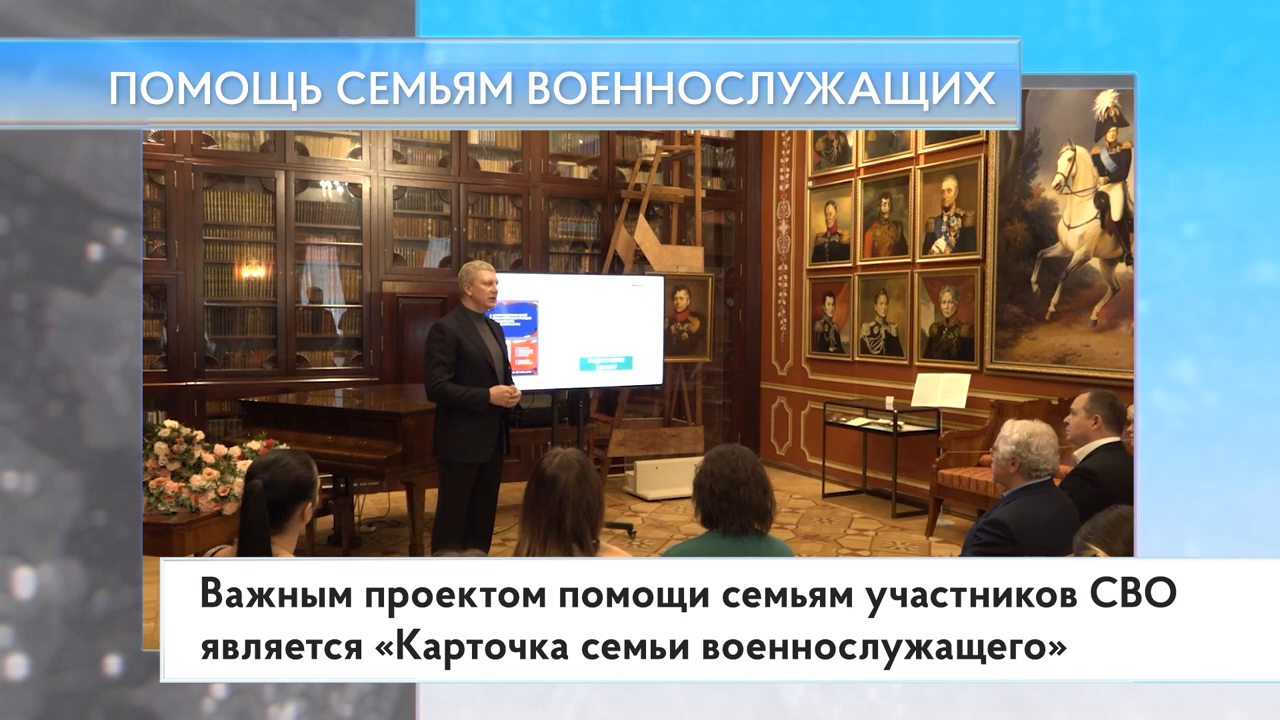 ПОМОЩЬ СЕМЬЯМ ВОЕННОСЛУЖАЩИХ
Важным проектом помощи семьям участников СВО
является «Карточка семьи военнослужащего»